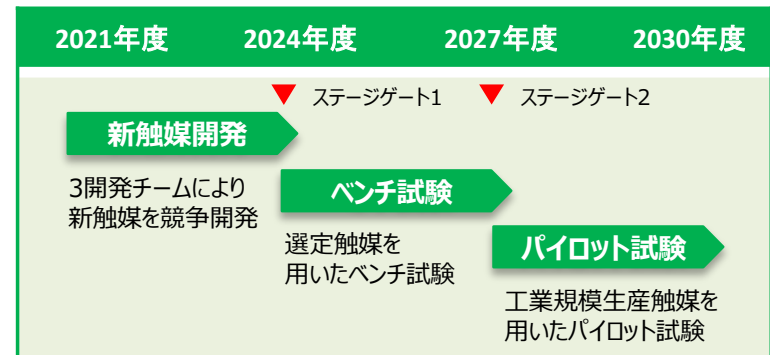 2021年度 2024年度 2027年度 2030年度
ステージゲート1 ステージゲート2
新触媒開発
3開発チームにより
新触媒を競争開発
ベンチ試験
選定触媒を
用いたベンチ試験
パイロット試験
工業規模生産触媒を
用いたパイロット試験